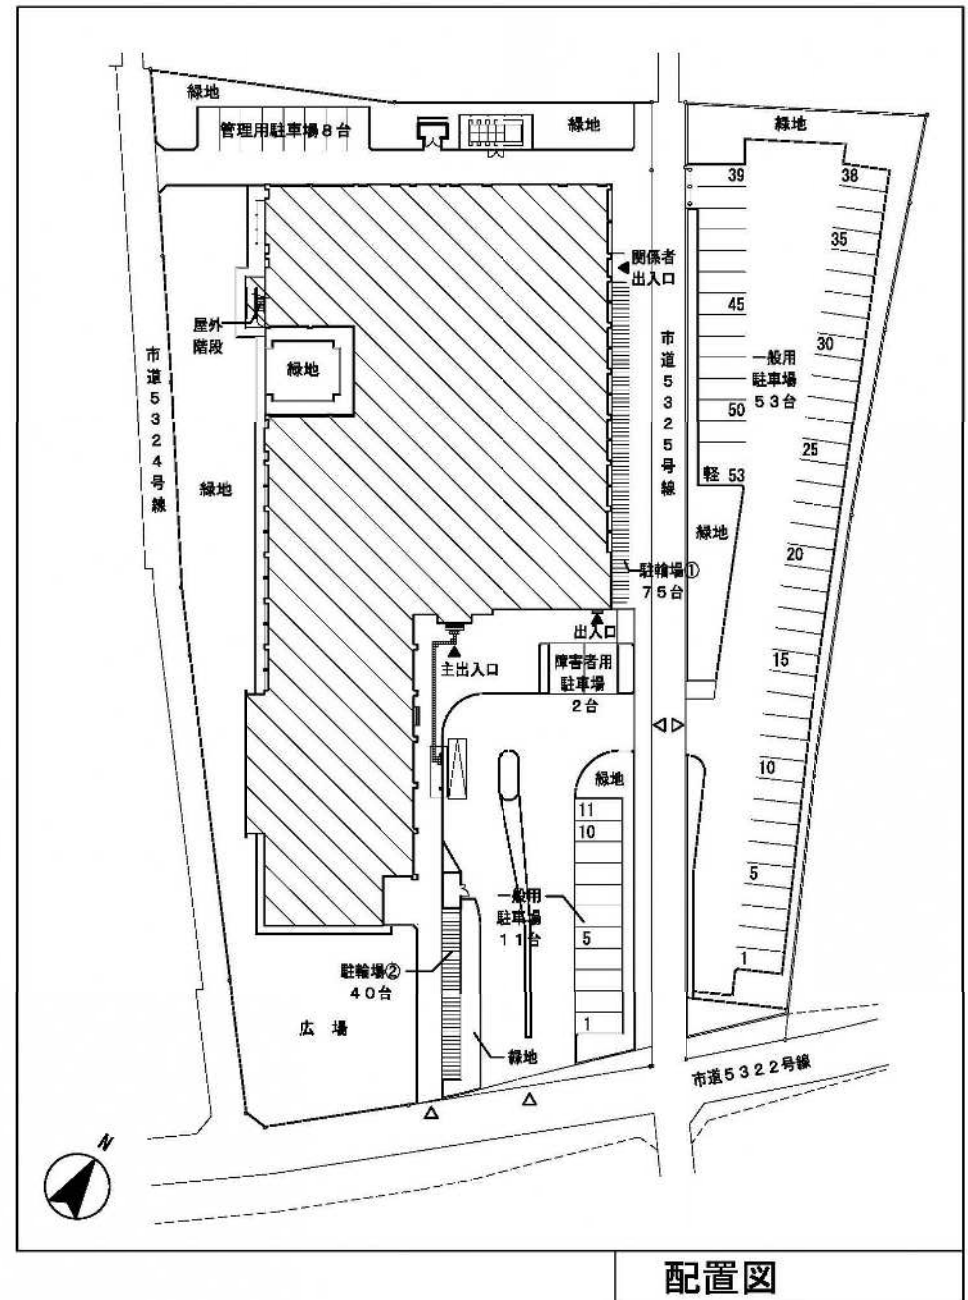 緑地
管理用駐車場８台
緑地
緑地
39
38
関係者
出入口
35
45
屋外
階段
市道５３２４号線
緑地
市道５３２５号線
30
一般用
駐車場
５３台
50
25
軽 53
緑地
緑地
20
駐輪場①
７５台
出入口
主出入口
障害者用
駐車場
２台
15
緑地
10
11
10
5
一般用
駐車場
１１台
5
1
駐輪場②
４０台
広 場
1
緑地
市道５３２２号線
N
配置図